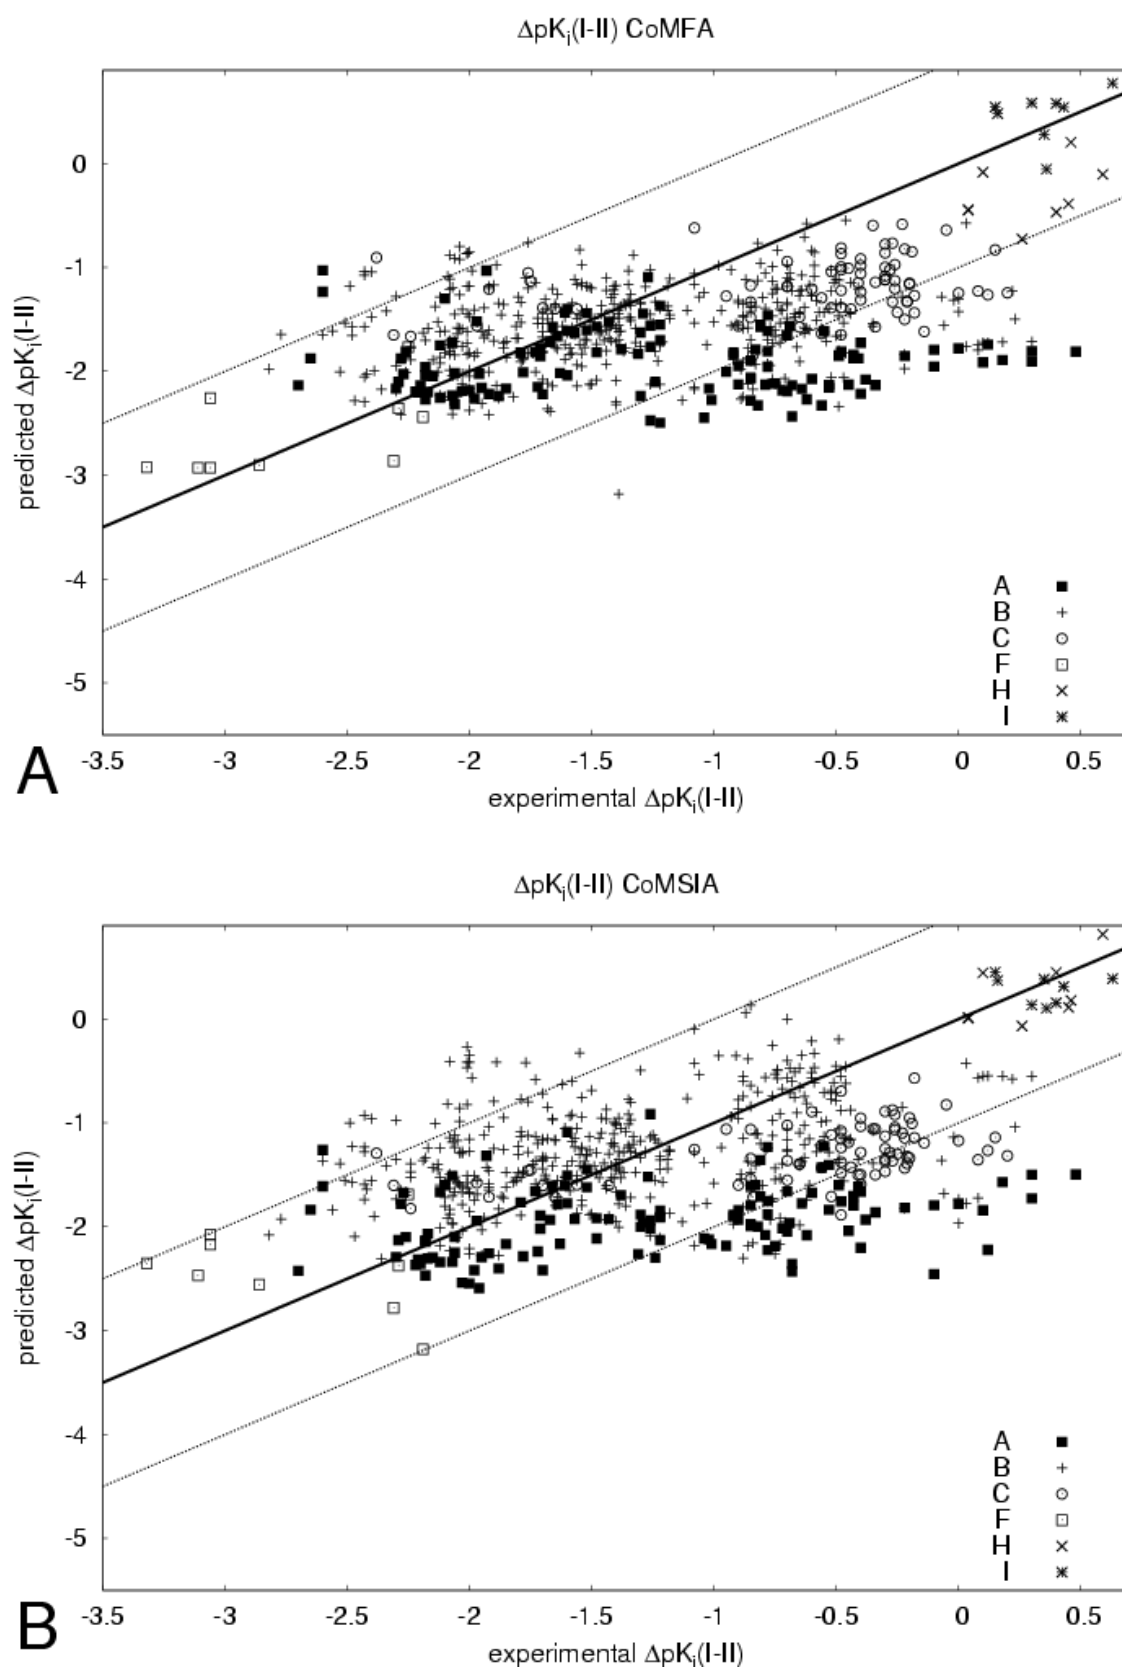 ΔpKi(I-II) CoMFA
0
-1
-2
-3
-4
-5
predicted ΔpKi(I-II)
A
B
C
F
H
I
-3.5 -3 -2.5 -2 -1.5 -1 -0.5 0 0.5
experimental ΔpKi(I-II)
A
ΔpKi(I-II) CoMSIA
0
-1
-2
-3
-4
-5
predicted ΔpKi(I-II)
A
B
C
F
H
I
-3.5 -3 -2.5 -2 -1.5 -1 -0.5 0 0.5
experimental ΔpKi(I-II)
B